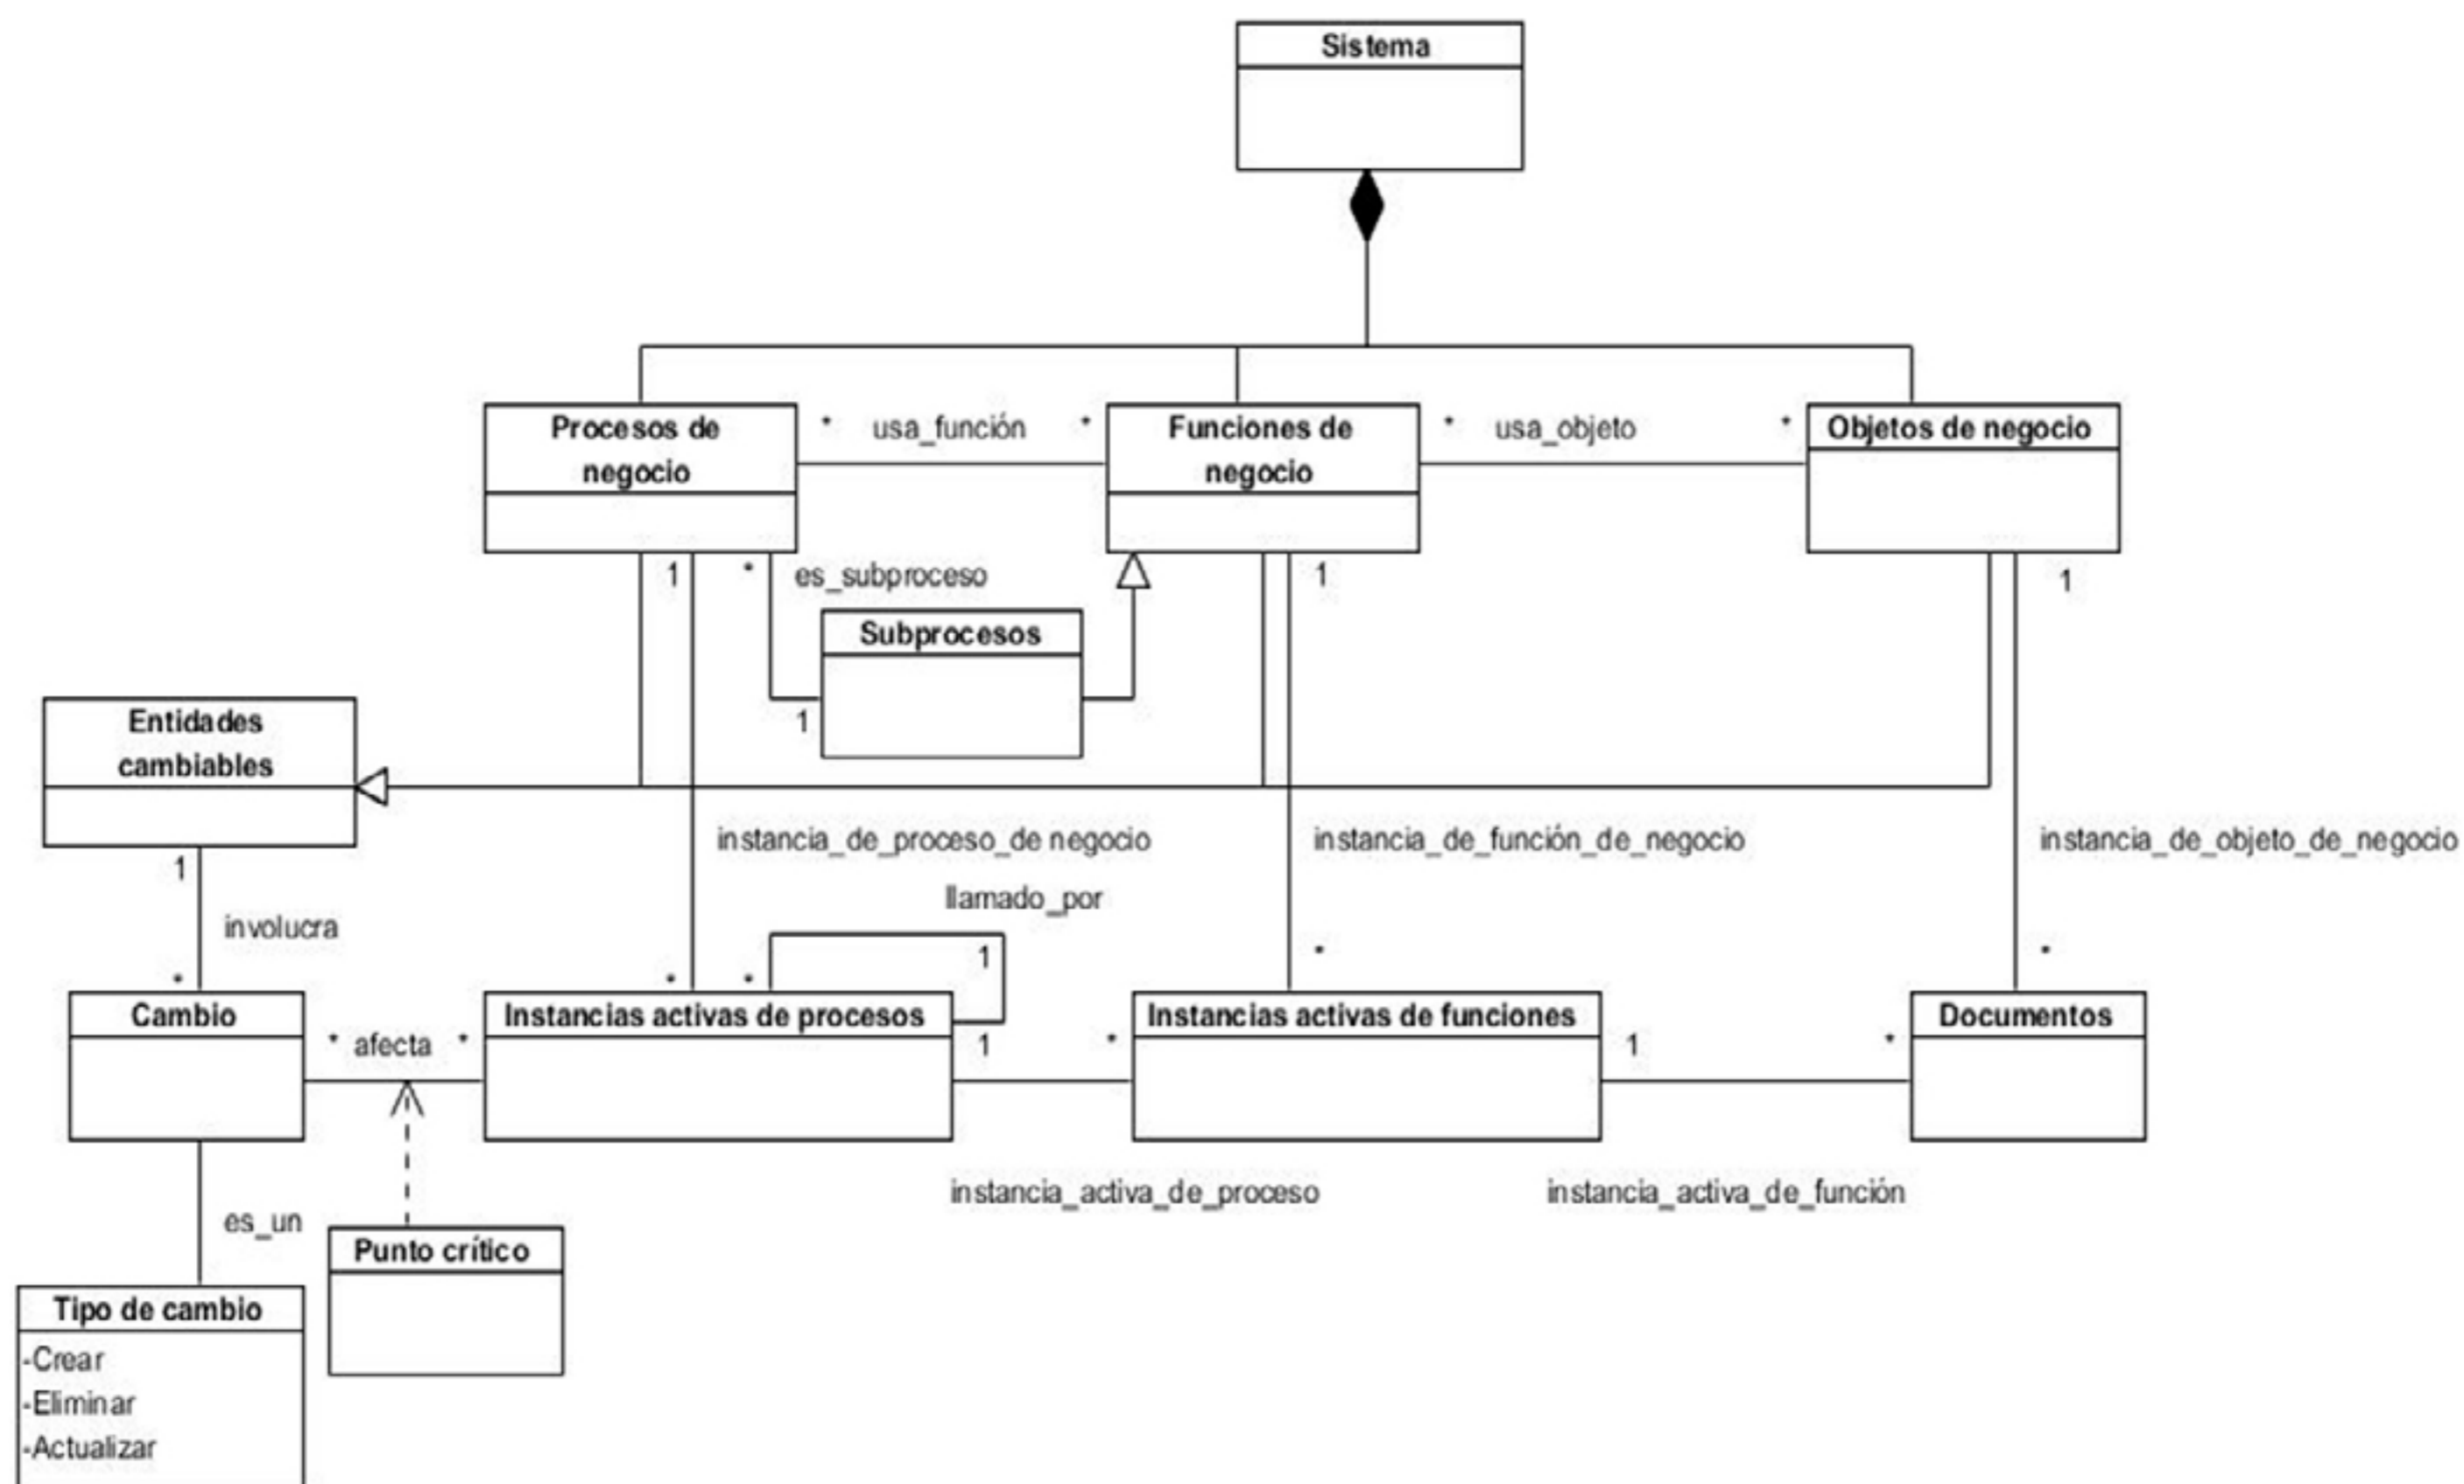 Sistema
Procesos de
negocio
* usa_función *
Funciones de
negocio
* usa_objeto *
Objetos de negocio
1
*
es_subproceso
1
1
Subprocesos
1
Entidades
cambiables
instancia_de_proceso_de negocio
instancia_de_función_de_negocio
instancia_de_objeto_de_negocio
1
involucra
llamado_por
1
*
*
*
*
*
Cambio
Instancias activas de procesos
Instancias activas de funciones
Documentos
* afecta *
1
*
1
*
instancia_activa_de_proceso
instancia_activa_de_función
es_un
Punto crítico
Tipo de cambio
-Crear
-Eliminar
-Actualizar